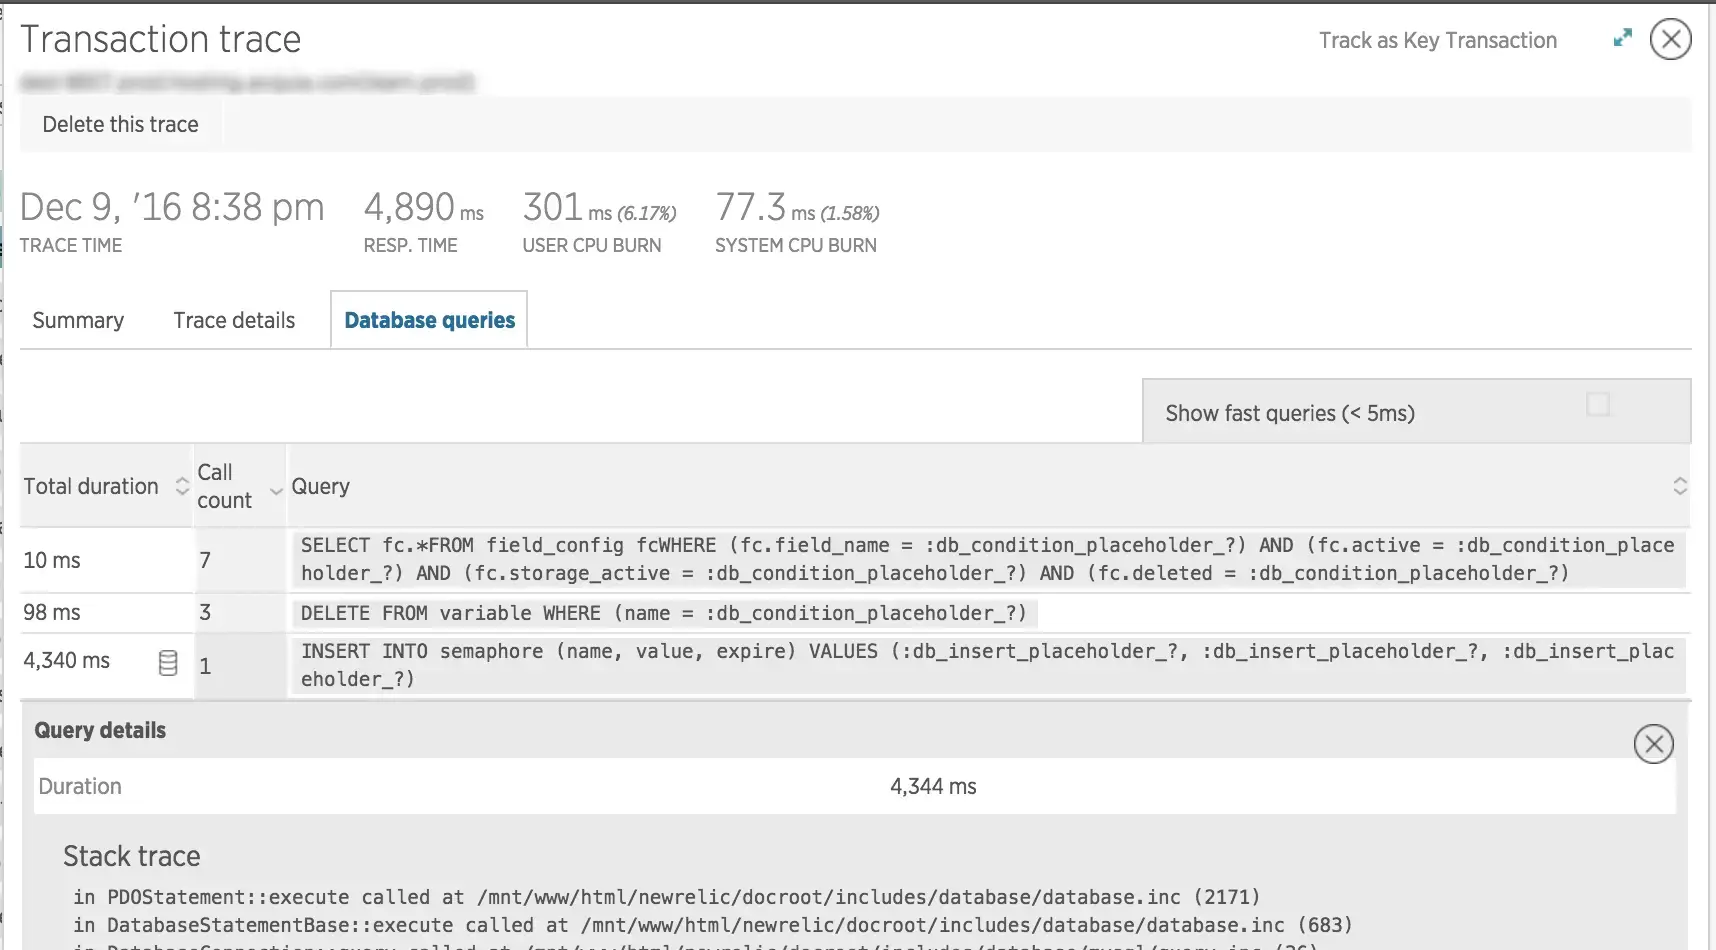 Transaction trace
Track as Key Transaction
Delete this trace
Dec 9, '16 8:38 pm
TRACE TIME
4,890 ms
RESP. TIME
301 ms (6.17%)
USER CPU BURN
77.3 ms (1.58%)
SYSTEM CPU BURN
Summary
Trace details
Database queries
Show fast queries (< 5ms)
Total duration
Call
count
Query
10 ms
7
SELECT fc.*FROM field_config fcWHERE (fc.field_name = :db_condition_placeholder_?) AND (fc.active = :db_condition_place
holder_?) AND (fc.storage_active = :db_condition_placeholder_?) AND (fc.deleted = :db_condition_placeholder_?)
98 ms
3
DELETE FROM variable WHERE (name = :db_condition_placeholder_?)
4,340 ms
1
INSERT INTO semaphore (name, value, expire) VALUES (:db_insert_placeholder_?, :db_insert_placeholder_?, :db_insert_plac
eholder_?)
Query details
Duration
4,344 ms
Stack trace
in PDOStatement::execute called at /mnt/www/html/newrelic/docroot/includes/database/database.inc (2171)
in DatabaseStatementBase::execute called at /mnt/www/html/newrelic/docroot/includes/database/database.inc (683)